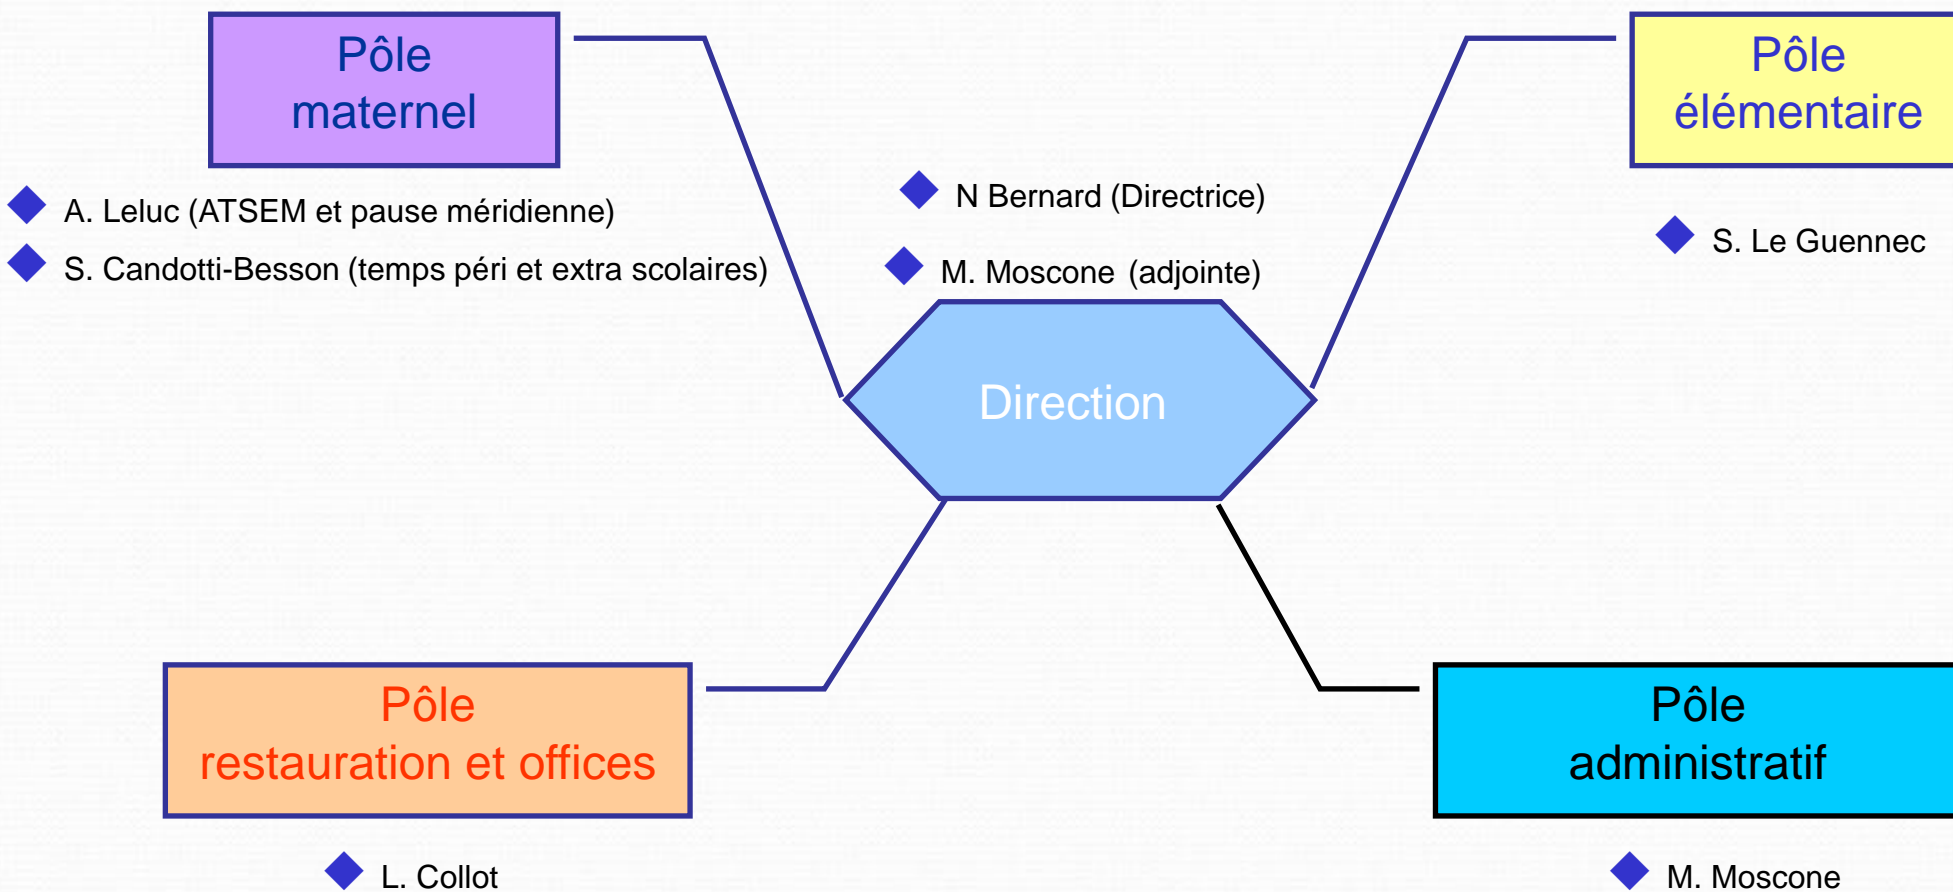 Pôle
maternel
A. Leluc (ATSEM et pause méridienne)
S. Candotti-Besson (temps péri et extra scolaires)
N Bernard (Directrice)
M. Moscone (adjointe)
Pôle
élémentaire
S. Le Guennec
Direction
Pôle
restauration et offices
L. Collot
Pôle
administratif
M. Moscone